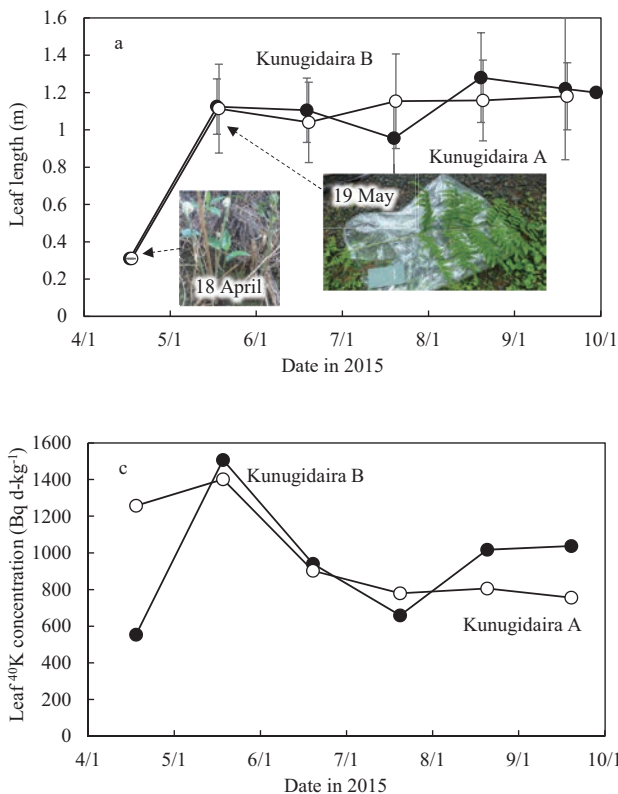 a
1.6
1.4
1.2
1
0.8
0.6
0.4
0.2
0
Leaf length (m)
Kunugidaira B
Kunugidaira A
19 May
18 April
4/1 5/1 6/1 7/1 8/1 9/1 10/1
Date in 2015
c
1600
1400
1200
1000
800
600
400
200
0
Leaf ⁴⁰K concentration (Bq d-kg⁻¹)
Kunugidaira B
Kunugidaira A
4/1 5/1 6/1 7/1 8/1 9/1 10/1
Date in 2015